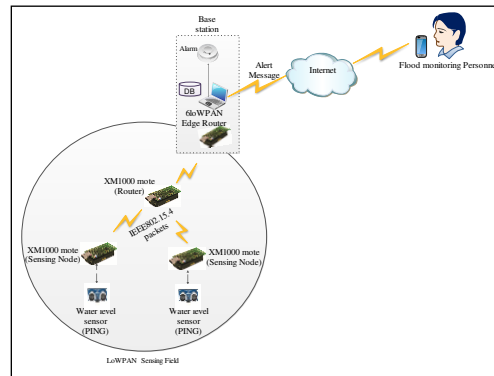 Base
station
Alarm
DB
6loWPAN
Edge Router
Alert
Message
Internet
Flood monitoring Personnel
XM1000 mote
(Router)
IEEE802.15.4
packets
XM1000 mote
(Sensing Node)
XM1000 mote
(Sensing Node)
Water level
sensor
(PING)
Water level
sensor
(PING)
LoWPAN Sensing Field